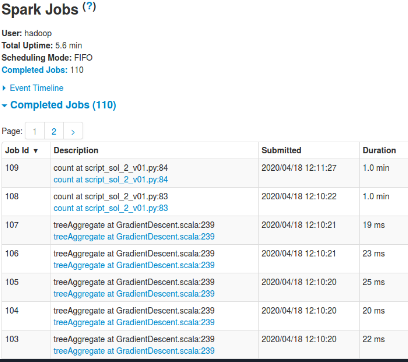 Spark Jobs (?)
User: hadoop
Total Uptime: 5.6 min
Scheduling Mode: FIFO
Completed Jobs: 110
Event Timeline
Completed Jobs (110)
Page: 1 2 >
Job Id ▼ Description Submitted Duration
109 count at script_sol_2_v01.py:84 2020/04/18 12:11:27 1.0 min
count at script_sol_2_v01.py:84
108 count at script_sol_2_v01.py:83 2020/04/18 12:10:22 1.0 min
count at script_sol_2_v01.py:83
107 treeAggregate at GradientDescent.scala:239 2020/04/18 12:10:21 19 ms
treeAggregate at GradientDescent.scala:239
106 treeAggregate at GradientDescent.scala:239 2020/04/18 12:10:21 23 ms
treeAggregate at GradientDescent.scala:239
105 treeAggregate at GradientDescent.scala:239 2020/04/18 12:10:20 25 ms
treeAggregate at GradientDescent.scala:239
104 treeAggregate at GradientDescent.scala:239 2020/04/18 12:10:20 20 ms
treeAggregate at GradientDescent.scala:239
103 treeAggregate at GradientDescent.scala:239 2020/04/18 12:10:20 22 ms
treeAggregate at GradientDescent.scala:239